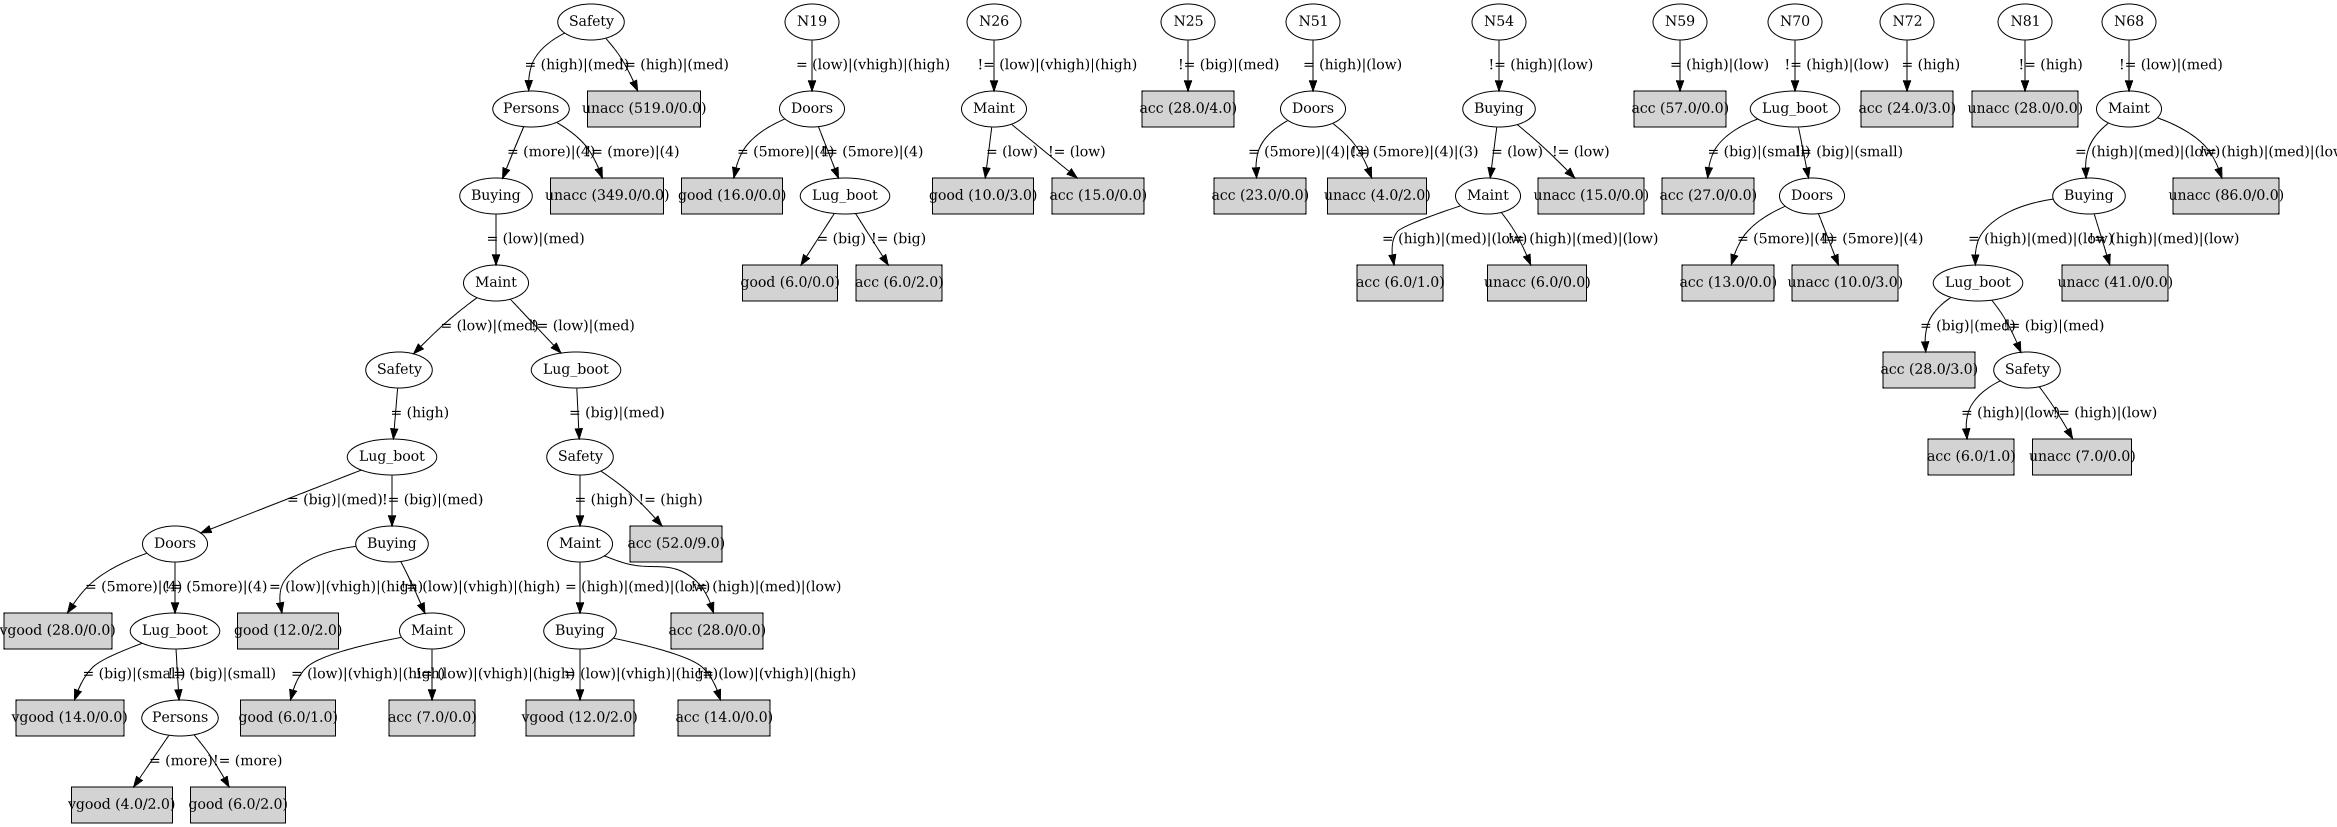 Safety N19 N26 N25 N51 N54 N59 N70 N72 N81 N68
= (high)|(med) != (high)|(med) = (low)|(vhigh)|(high) != (low)|(vhigh)|(high) != (big)|(med) = (high)|(low) != (high)|(low) = (high)|(low) != (high)|(low) = (high) != (high) != (low)|(med)
Persons unacc (519.0/0.0) Doors Maint acc (28.0/4.0) Doors Buying acc (57.0/0.0) Lug_boot acc (24.0/3.0) unacc (28.0/0.0) Maint
= (more)|(4) != (more)|(4) = (5more)|(4) != (5more)|(4) = (low) != (low) = (5more)|(4)|(3) != (5more)|(4)|(3) = (low) != (low) = (big)|(small) != (big)|(small) = (high)|(med)|(low) != (high)|(med)|(low)
Buying unacc (349.0/0.0) good (16.0/0.0) Lug_boot good (10.0/3.0) acc (15.0/0.0) acc (23.0/0.0) unacc (4.0/2.0) Maint unacc (15.0/0.0) acc (27.0/0.0) Doors Buying unacc (86.0/0.0)
= (low)|(med) = (big) != (big) = (high)|(med)|(low) != (high)|(med)|(low) = (5more)|(4) != (5more)|(4) = (high)|(med)|(low) != (high)|(med)|(low)
Maint good (6.0/0.0) acc (6.0/2.0) acc (6.0/1.0) unacc (6.0/0.0) acc (13.0/0.0) unacc (10.0/3.0) Lug_boot unacc (41.0/0.0)
= (low)|(med) != (low)|(med) = (big)|(med) != (big)|(med)
Safety Lug_boot acc (28.0/3.0) Safety
= (high) = (big)|(med) = (high)|(low) != (high)|(low)
Lug_boot Safety acc (6.0/1.0) unacc (7.0/0.0)
= (big)|(med) != (big)|(med) = (high) != (high)
Doors Buying Maint acc (52.0/9.0)
= (5more)|(4) != (5more)|(4) = (low)|(vhigh)|(high) != (low)|(vhigh)|(high) = (high)|(med)|(low) != (high)|(med)|(low)
vgood (28.0/0.0) Lug_boot good (12.0/2.0) Maint Buying acc (28.0/0.0)
= (big)|(small) != (big)|(small) = (low)|(vhigh)|(high) != (low)|(vhigh)|(high) = (low)|(vhigh)|(high) != (low)|(vhigh)|(high)
vgood (14.0/0.0) Persons good (6.0/1.0) acc (7.0/0.0) vgood (12.0/2.0) acc (14.0/0.0)
= (more) != (more)
vgood (4.0/2.0) good (6.0/2.0)